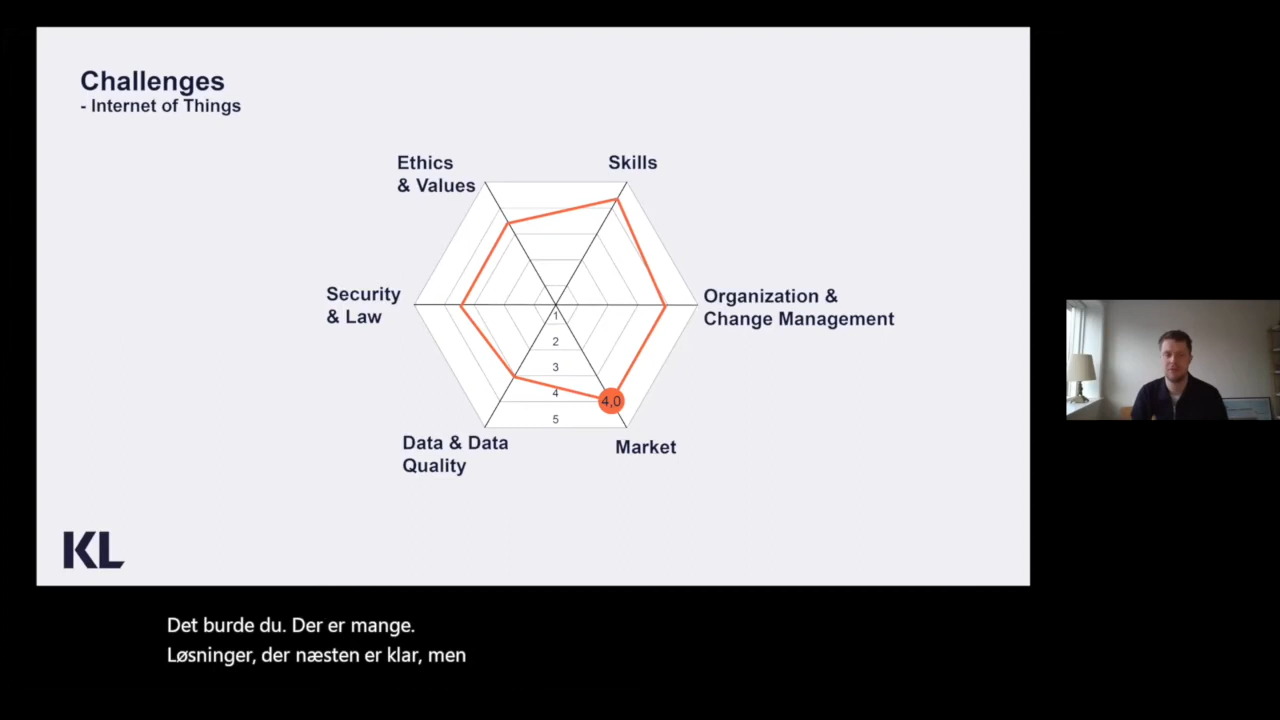 Challenges
- Internet of Things
Ethics
& Values
Skills
Security
& Law
Organization &
Change Management
1
2
3
4
5
4,0
Data & Data
Quality
Market
KL
Det burde du. Der er mange.
Løsninger, der næsten er klar, men